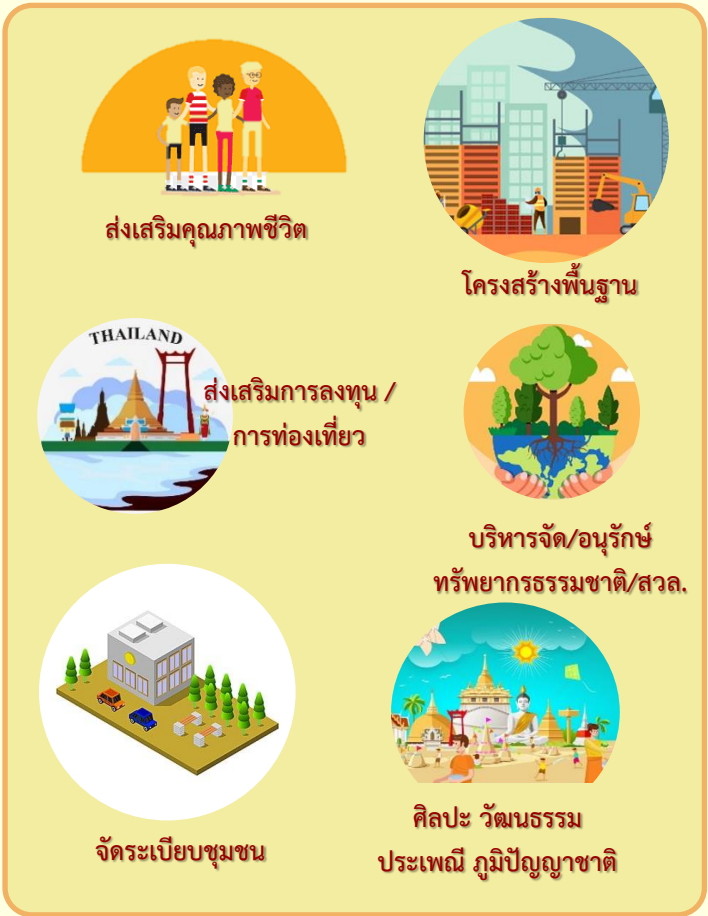 ส่งเสริมคุณภาพชีวิต
โครงสร้างพื้นฐาน
THAILAND
ส่งเสริมการลงทุน /
การท่องเที่ยว
บริหารจัด/อนุรักษ์
ทรัพยากรธรรมชาติ/สวล.
จัดระเบียบชุมชน
ศิลปะ วัฒนธรรม
ประเพณี ภูมิปัญญาชาติ